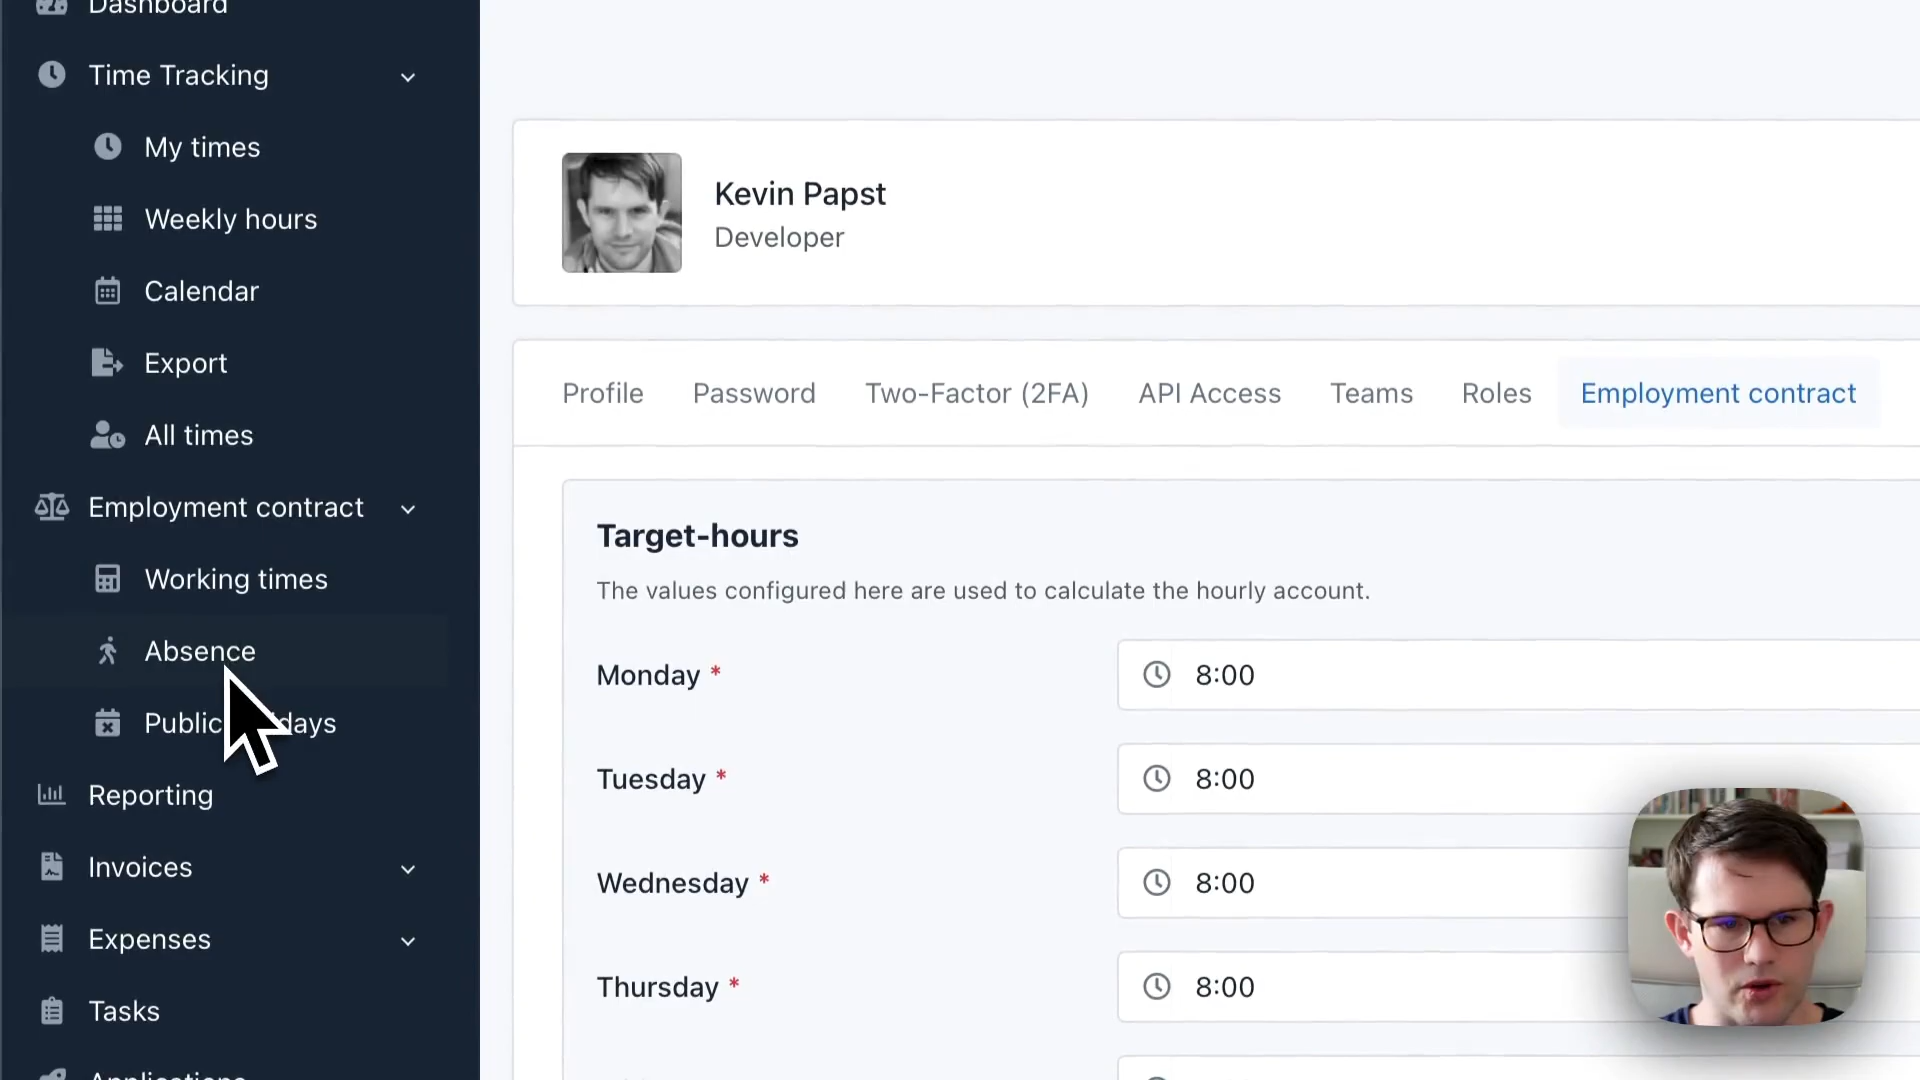 Dashboard
Time Tracking
My times
Weekly hours
Calendar
Export
All times
Employment contract
Working times
Absence
Public days
Reporting
Invoices
Expenses
Tasks
Kevin Papst
Developer
Profile
Password
Two-Factor (2FA)
API Access
Teams
Roles
Employment contract
Target-hours
The values configured here are used to calculate the hourly account.
Monday *
8:00
Tuesday *
8:00
Wednesday *
8:00
Thursday *
8:00